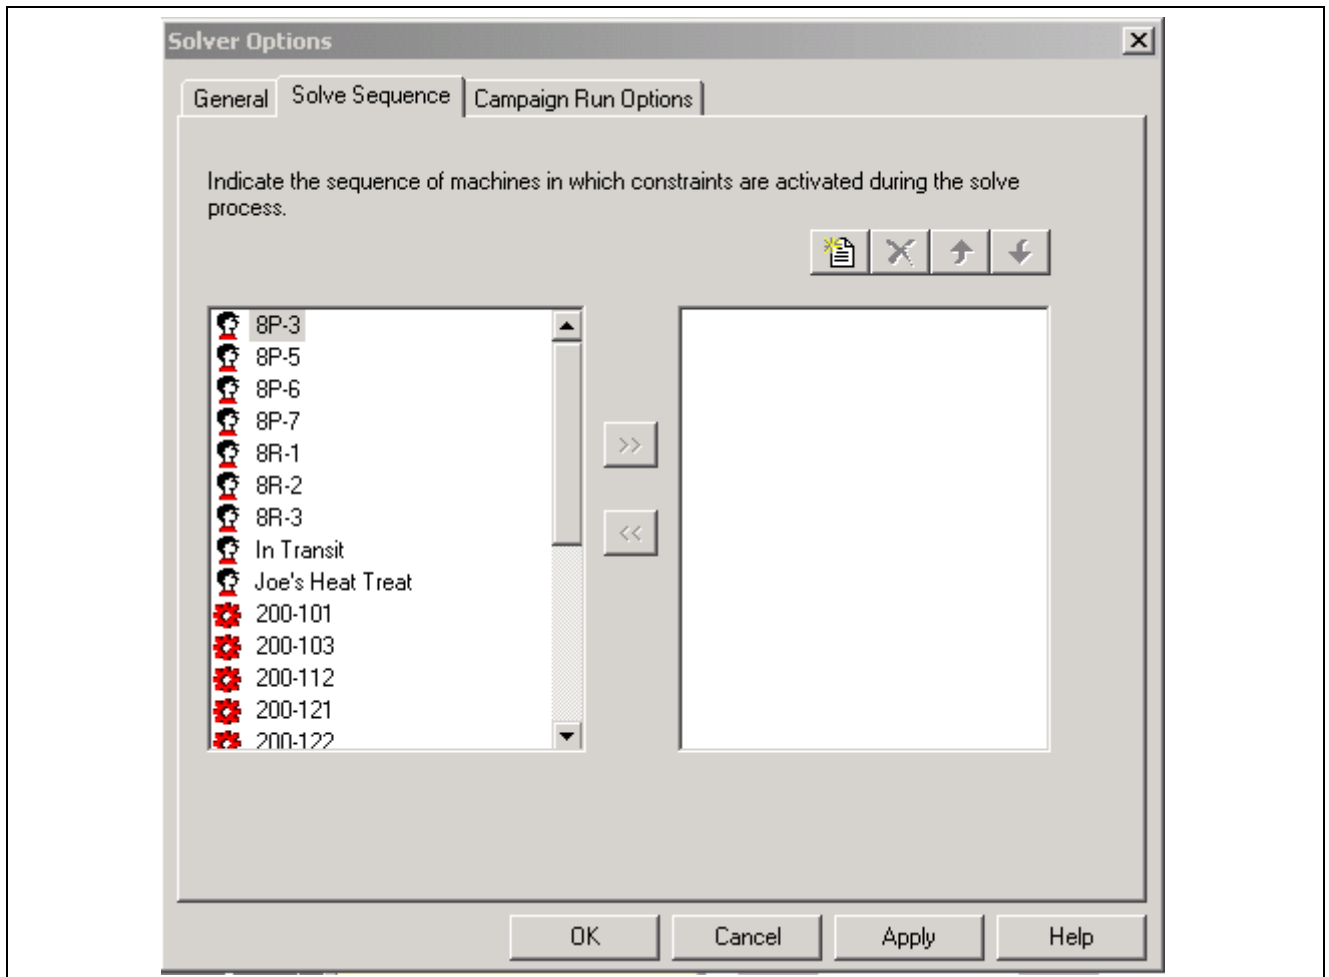 Solver Options
General Solve Sequence Campaign Run Options
Indicate the sequence of machines in which constraints are activated during the solve
process.
8P-3
8P-5
8P-6
8P-7
8R-1
8R-2
8R-3
In Transit
Joe's Heat Treat
200-101
200-103
200-112
200-121
200-122
>>
<<
OK Cancel Apply Help